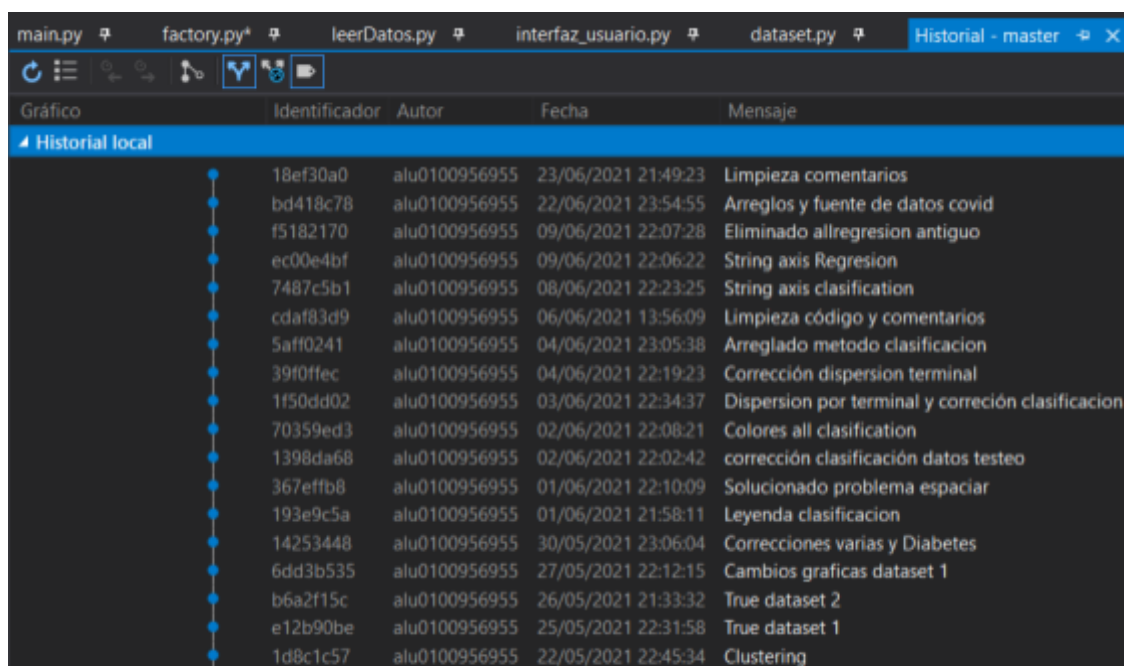 main.py factory.py* leerDatos.py interfaz_usuario.py dataset.py Historial - master
Gráfico Identificador Autor Fecha Mensaje
Historial local
18ef30a0 alu0100956955 23/06/2021 21:49:23 Limpieza comentarios
bd418c78 alu0100956955 22/06/2021 23:54:55 Arreglos y fuente de datos covid
f5182170 alu0100956955 09/06/2021 22:07:28 Eliminado allregresion antiguo
ec00e4bf alu0100956955 09/06/2021 22:06:22 String axis Regresion
7487c5b1 alu0100956955 08/06/2021 22:23:25 String axis clasification
cdaf83d9 alu0100956955 06/06/2021 13:56:09 Limpieza código y comentarios
5aff0241 alu0100956955 04/06/2021 23:05:38 Arreglado metodo clasificacion
39f0ffec alu0100956955 04/06/2021 22:19:23 Corrección dispersion terminal
1f50dd02 alu0100956955 03/06/2021 22:34:37 Dispersion por terminal y correción clasificacion
70359ed3 alu0100956955 02/06/2021 22:08:21 Colores all clasification
1398da68 alu0100956955 02/06/2021 22:02:42 corrección clasificación datos testeo
367effb8 alu0100956955 01/06/2021 22:10:09 Solucionado problema espaciar
193e9c5a alu0100956955 01/06/2021 21:58:11 Leyenda clasificacion
14253448 alu0100956955 30/05/2021 23:06:04 Correcciones varias y Diabetes
6dd3b535 alu0100956955 27/05/2021 22:12:15 Cambios graficas dataset 1
b6a2f15c alu0100956955 26/05/2021 21:33:32 True dataset 2
e12b90be alu0100956955 25/05/2021 22:31:58 True dataset 1
1d8c1c57 alu0100956955 22/05/2021 22:45:34 Clustering